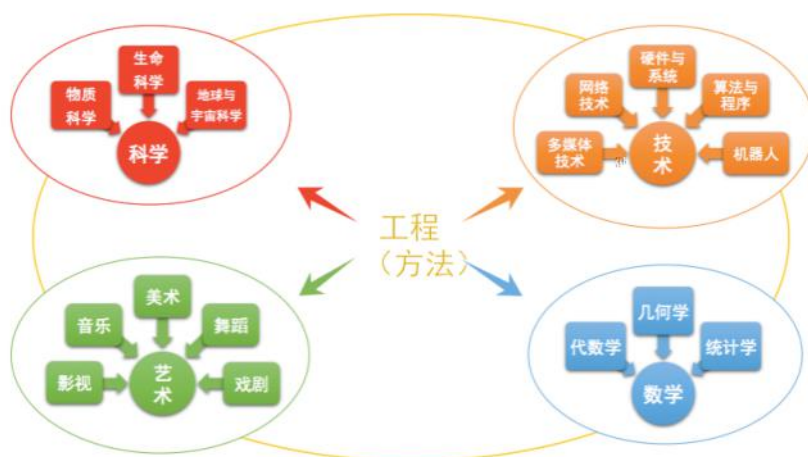 生命
科学
物质
科学
地球与
宇宙科学
科学
硬件与
系统
网络
技术
算法与
程序
多媒体
技术
机器人
技
术
工程
（方法）
美术
音乐
舞蹈
影视
戏剧
艺
术
几何学
代数学
统计学
数学